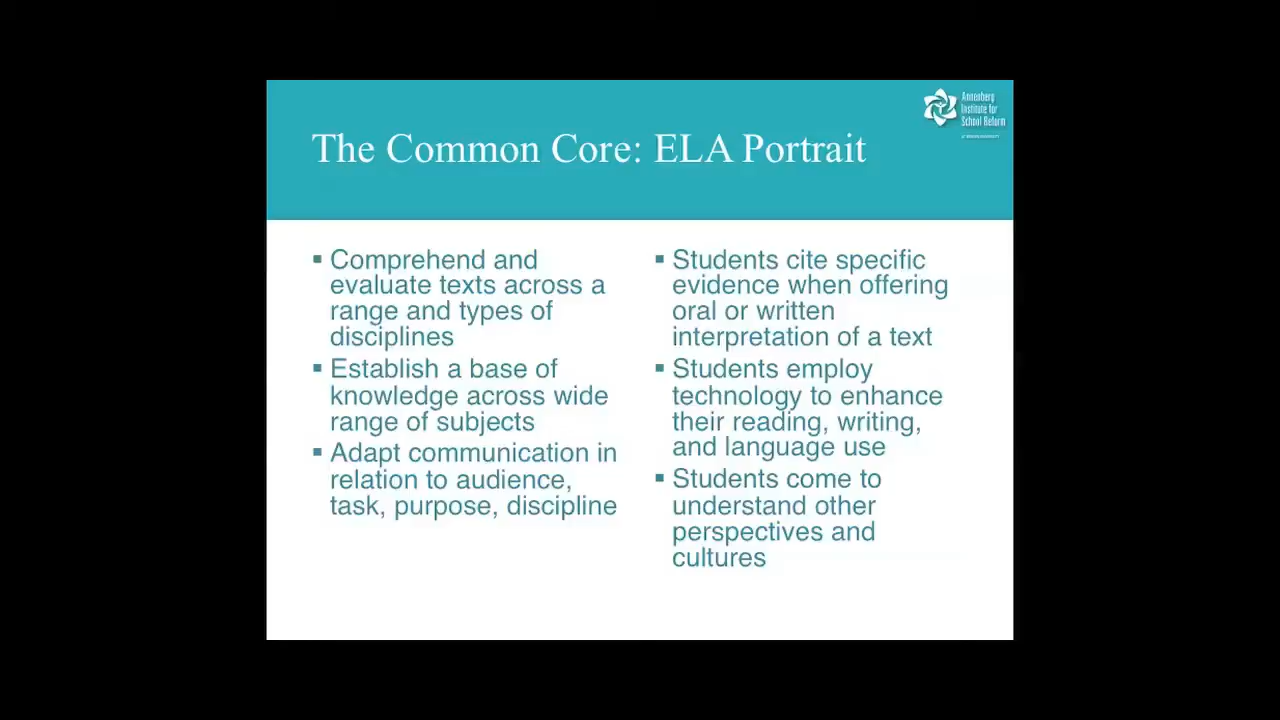 Annenberg
Institute for
School Reform
The Common Core: ELA Portrait
▪ Comprehend and
evaluate texts across a
range and types of
disciplines
▪ Establish a base of
knowledge across wide
range of subjects
▪ Adapt communication in
relation to audience,
task, purpose, discipline
▪ Students cite specific
evidence when offering
oral or written
interpretation of a text
▪ Students employ
technology to enhance
their reading, writing,
and language use
▪ Students come to
understand other
perspectives and
cultures